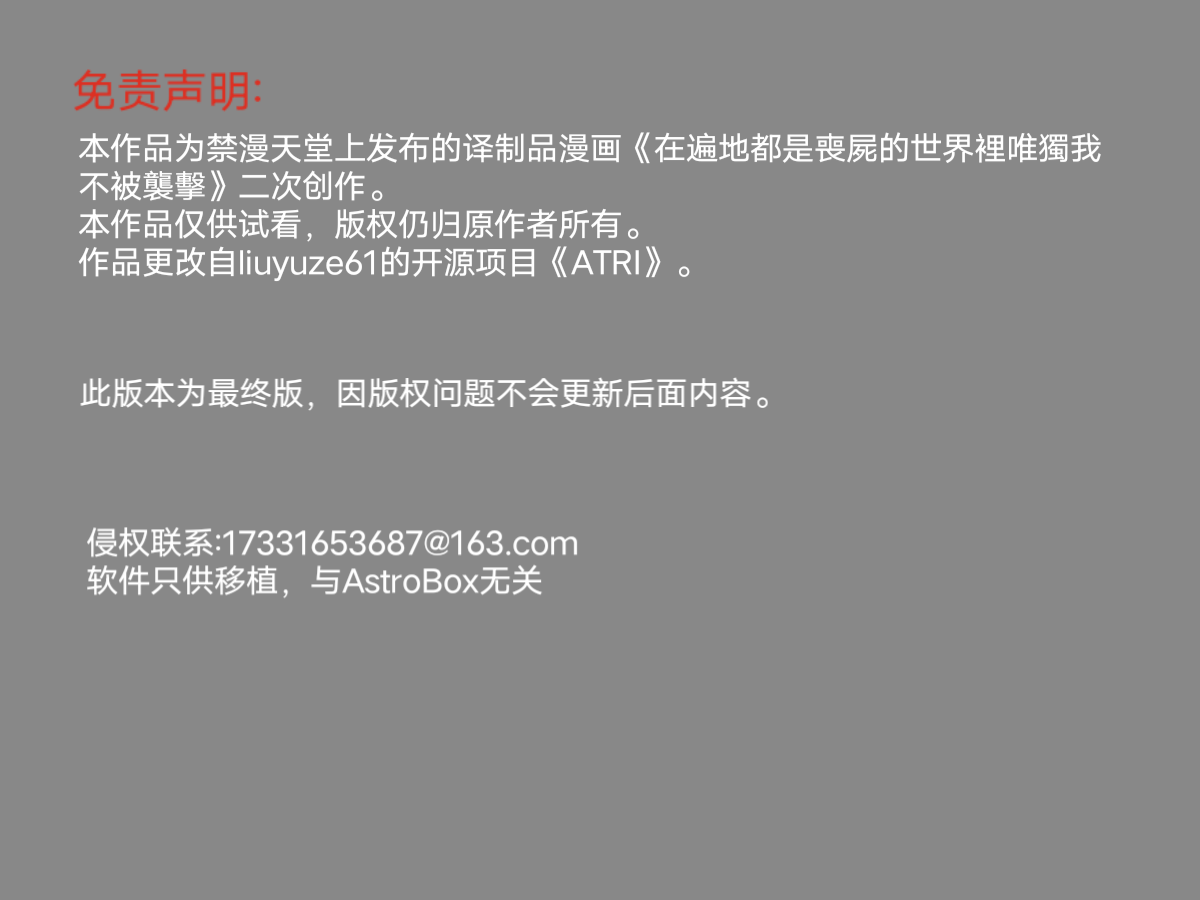 免责声明:
本作品为禁漫天堂上发布的译制品漫画《在遍地都是喪屍的世界裡唯獨我
不被襲擊》二次创作。
本作品仅供试看，版权仍归原作者所有。
作品更改自liuyuze61的开源项目《ATRI》。
此版本为最终版，因版权问题不会更新后面内容。
侵权联系:17331653687@163.com
软件只供移植，与AstroBox无关